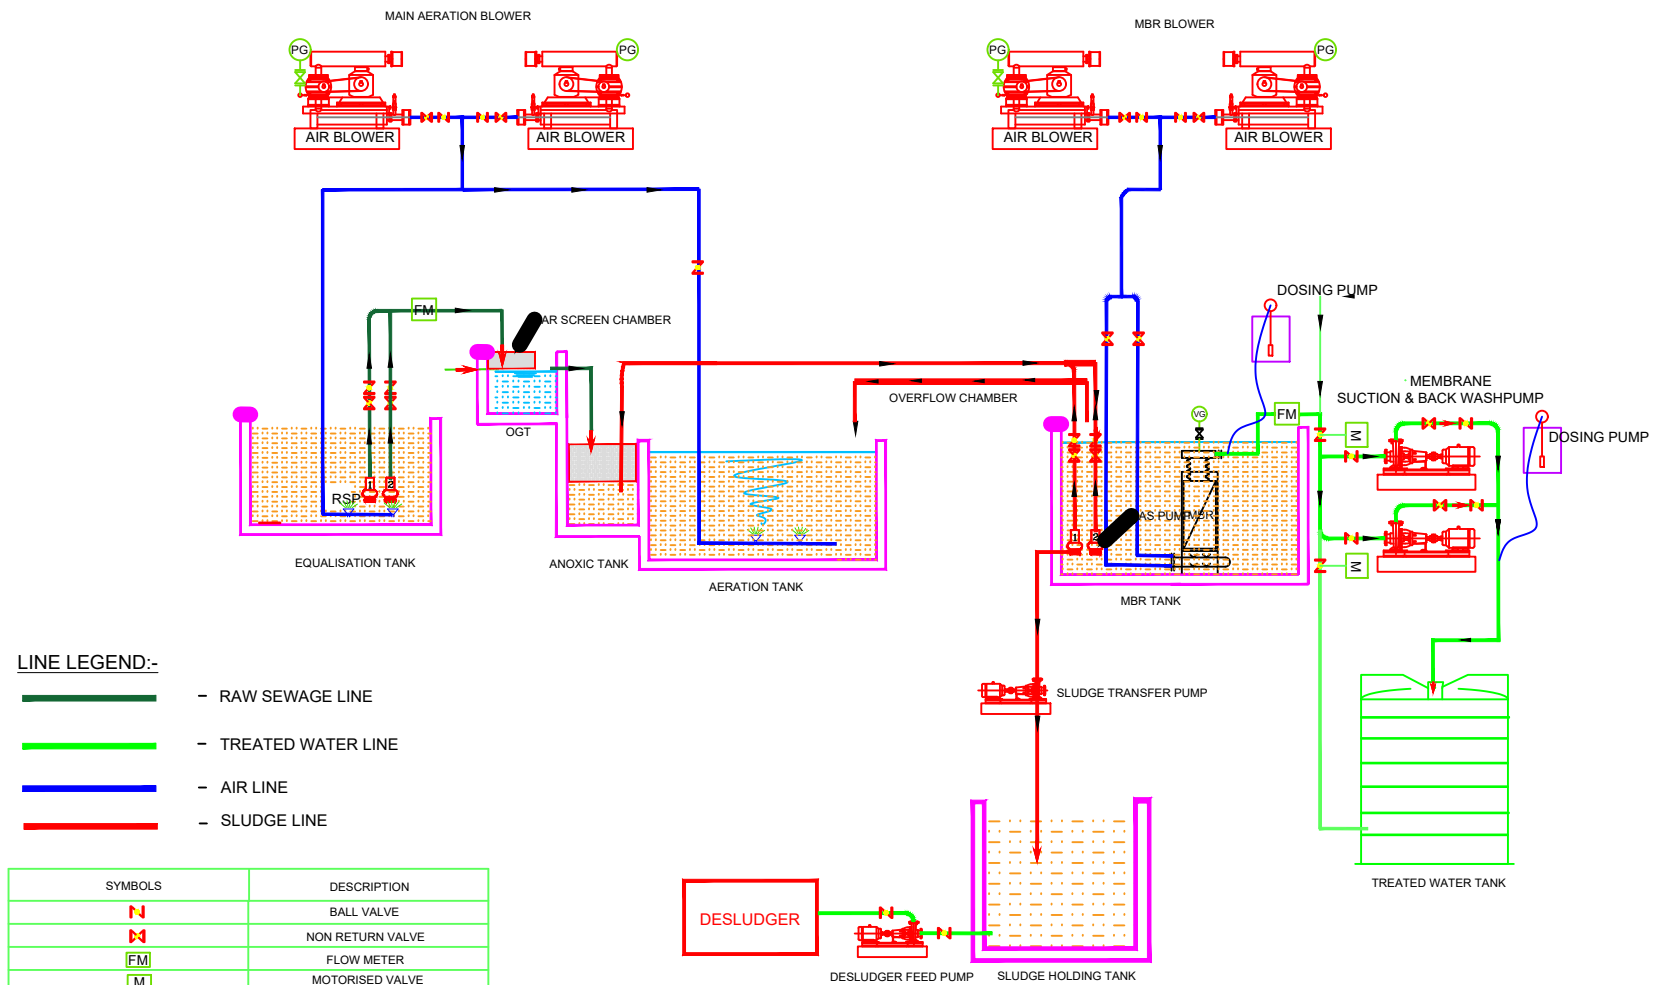 MAIN AERATION BLOWER
MBR BLOWER
PG
PG
PG
PG
AIR BLOWER
AIR BLOWER
AIR BLOWER
AIR BLOWER
DOSING PUMP
FM
AR SCREEN CHAMBER
MEMBRANE
SUCTION & BACK WASHPUMP
OVERFLOW CHAMBER
VG
FM
M
DOSING PUMP
OGT
1
2
RSP
AS PUMP
MBR
1
2
EQUALISATION TANK
ANOXIC TANK
M
AERATION TANK
MBR TANK
LINE LEGEND:-
- RAW SEWAGE LINE
- TREATED WATER LINE
- AIR LINE
- SLUDGE LINE
SLUDGE TRANSFER PUMP
SYMBOLS DESCRIPTION
BALL VALVE
NON RETURN VALVE
FM FLOW METER
M MOTORISED VALVE
DESLUDGER
DESLUDGER FEED PUMP
SLUDGE HOLDING TANK
TREATED WATER TANK